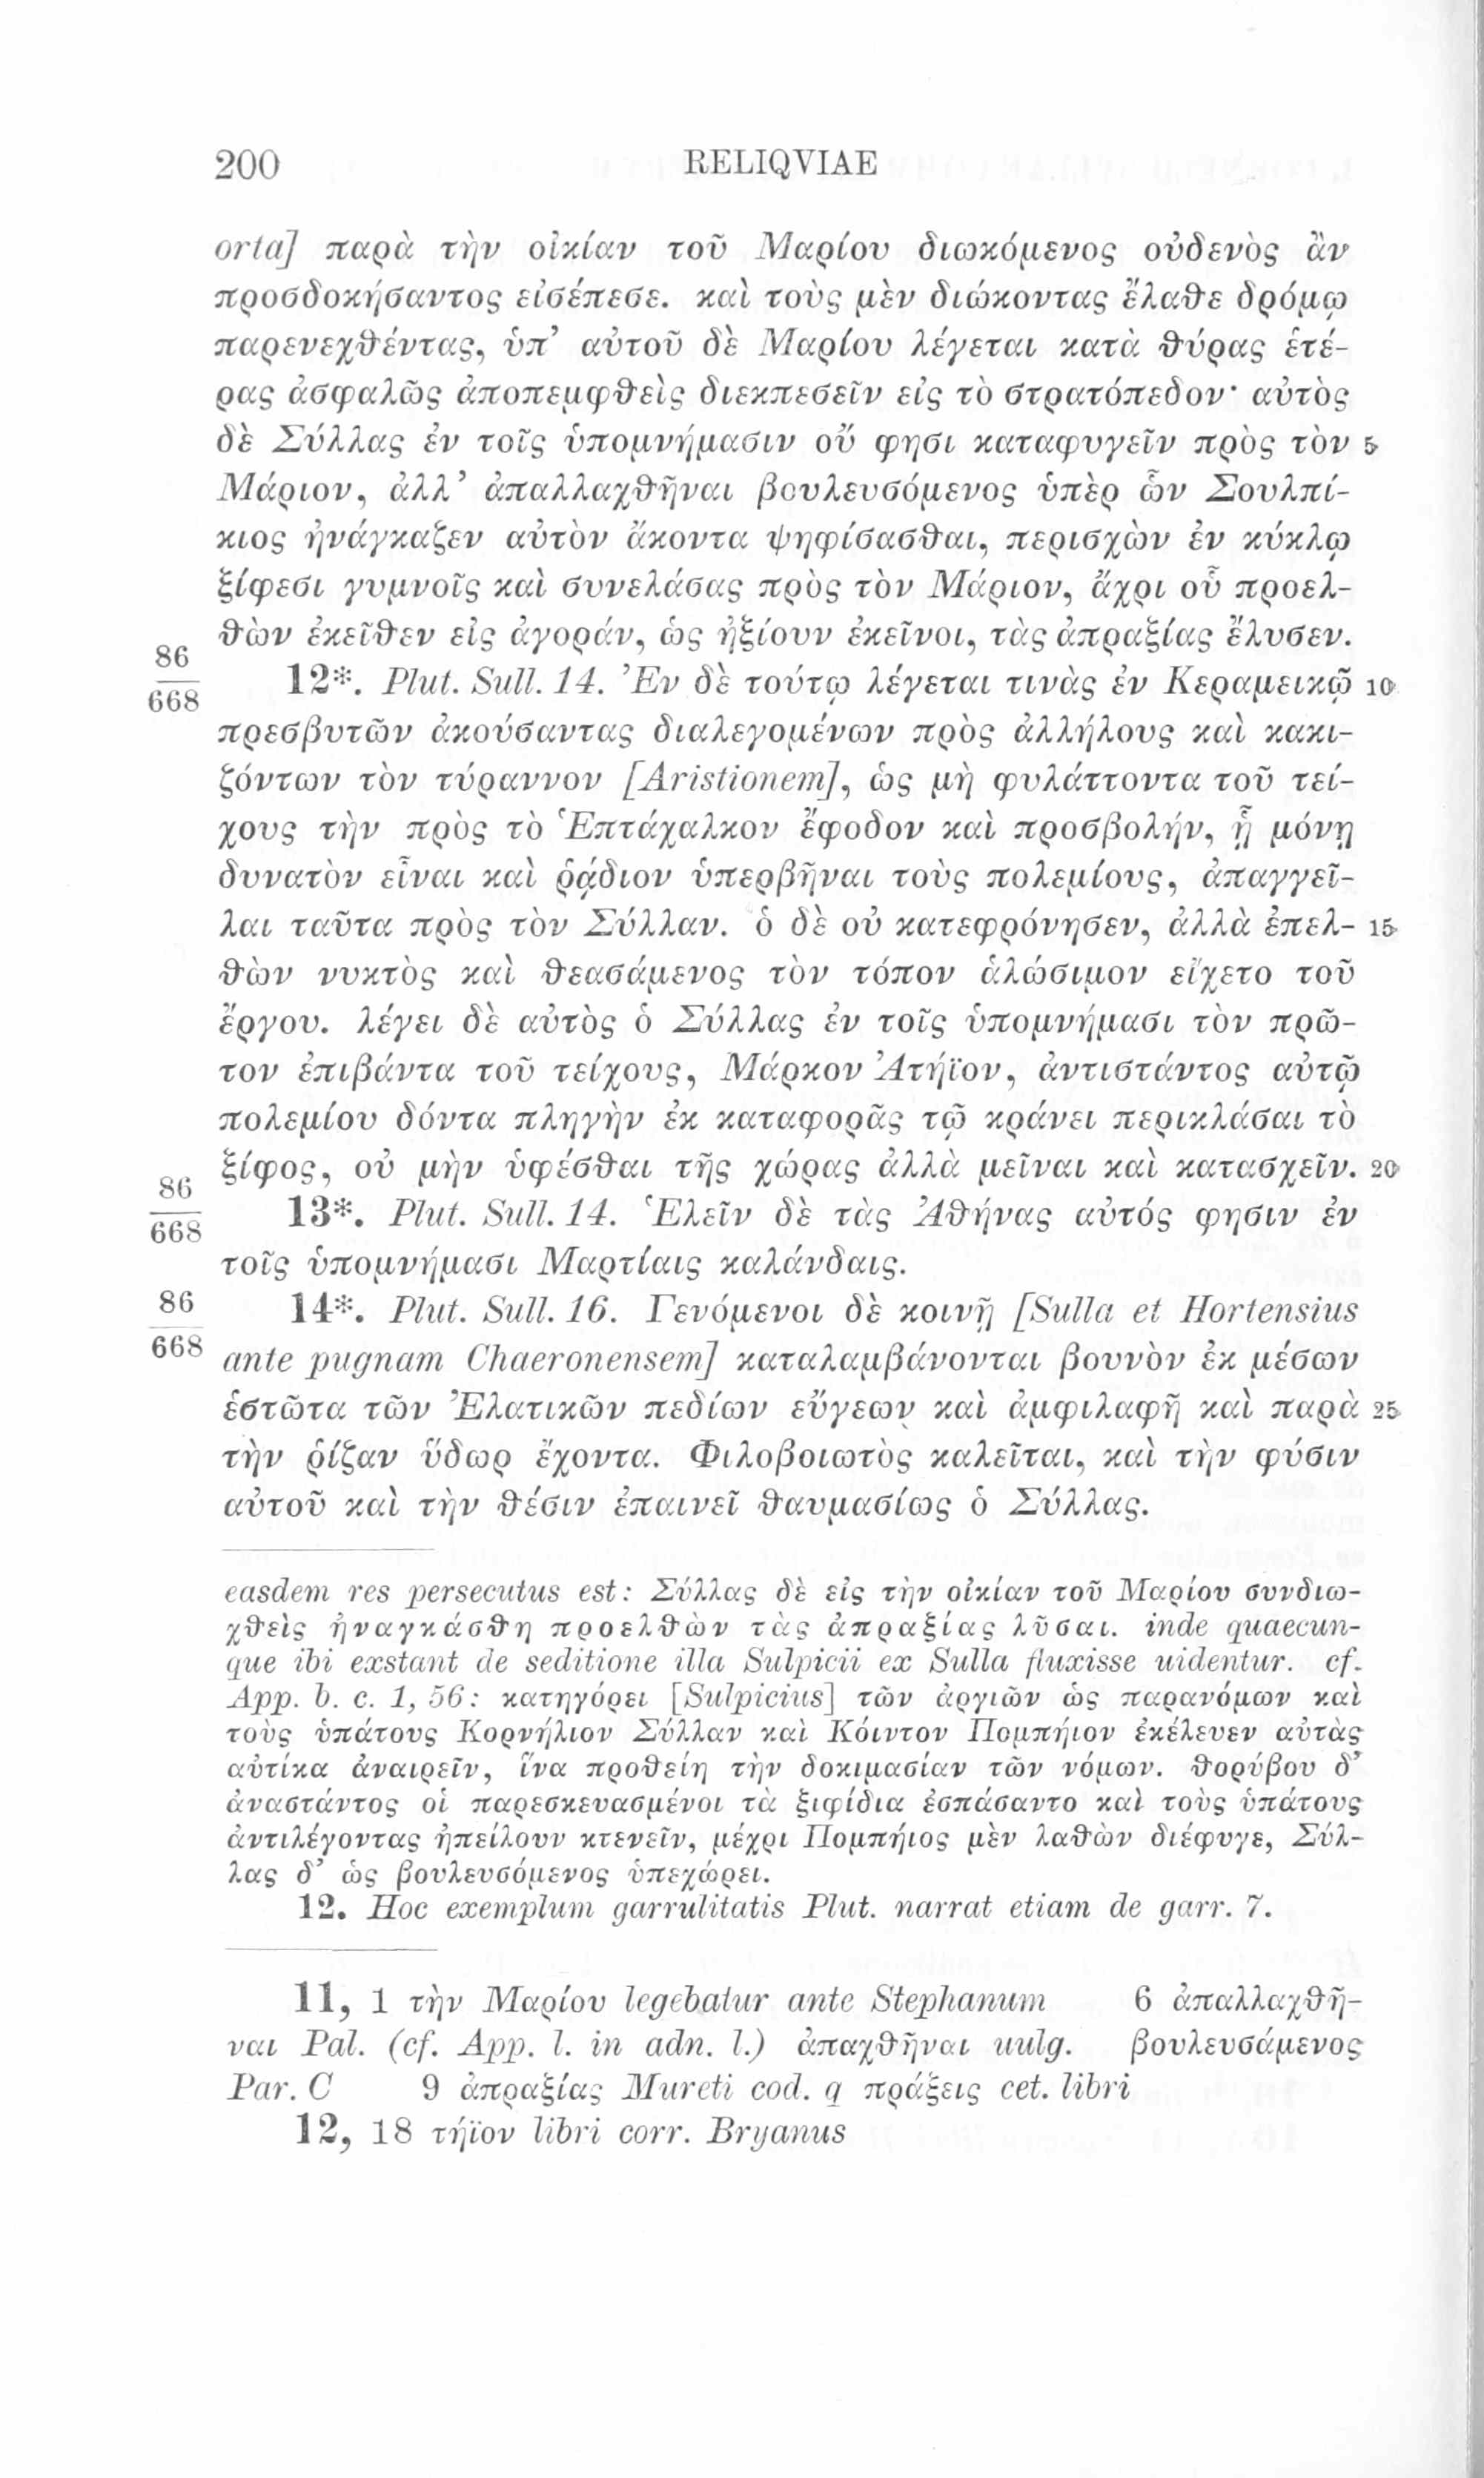 200 RELIQVIAE
orta] παρὰ τὴν οἰκίαν τοῦ Μαρίου διωκόμενος οὐδενὸς ἂν
προσδοκήσαντος εἰσέπεσε. καὶ τοὺς μὲν διώκοντας ἔλαθε δρόμῳ
παρενεχθέντας, ὑπ’ αὐτοῦ δὲ Μαρίου λέγεται κατὰ θύρας ἑτέ-
ρας ἀσφαλῶς ἀποπεμφθεὶς διεκπεσεῖν εἰς τὸ στρατόπεδον· αὐτὸς
δὲ Σύλλας ἐν τοῖς ὑπομνήμασιν οὔ φησι καταφυγεῖν πρὸς τὸν 5
Μάριον, ἀλλ’ ἀπαλλαχθῆναι βουλευσόμενος ὑπὲρ ὧν Σουλπί-
κιος ἠνάγκαζεν αὐτὸν ἄκοντα ψηφίσασθαι, περισχὼν ἐν κύκλῳ
ξίφεσι γυμνοῖς καὶ συνελάσας πρὸς τὸν Μάριον, ἄχρι οὗ προελ-
θὼν ἐκεῖθεν εἰς ἀγοράν, ὡς ἠξίουν ἐκεῖνοι, τὰς ἀπραξίας ἔλυσεν.
86
668
12*. Plut. Sull. 14. Ἐν δὲ τούτῳ λέγεται τινὰς ἐν Κεραμεικῷ 10
πρεσβυτῶν ἀκούσαντας διαλεγομένων πρὸς ἀλλήλους καὶ κακι-
ζόντων τὸν τύραννον [Aristionem], ὡς μὴ φυλάττοντα τοῦ τεί-
χους τὴν πρὸς τὸ Ἑπτάχαλκον ἔφοδον καὶ προσβολήν, ᾗ μόνῃ
δυνατὸν εἶναι καὶ ῥᾴδιον ὑπερβῆναι τοὺς πολεμίους, ἀπαγγεῖ-
λαι ταῦτα πρὸς τὸν Σύλλαν. ὁ δὲ οὐ κατεφρόνησεν, ἀλλὰ ἐπελ- 15
θὼν νυκτὸς καὶ θεασάμενος τὸν τόπον ἁλώσιμον εἴχετο τοῦ
ἔργου. λέγει δὲ αὐτὸς ὁ Σύλλας ἐν τοῖς ὑπομνήμασι τὸν πρῶ-
τον ἐπιβάντα τοῦ τείχους, Μάρκον Ἀτήϊον, ἀντιστάντος αὐτῷ
πολεμίου δόντα πληγὴν ἐκ καταφορᾶς τῷ κράνει περικλάσαι τὸ
ξίφος, οὐ μὴν ὑφέσθαι τῆς χώρας ἀλλὰ μεῖναι καὶ κατασχεῖν. 20
86
668
13*. Plut. Sull. 14. Ἑλεῖν δὲ τὰς Ἀθήνας αὐτός φησιν ἐν
τοῖς ὑπομνήμασι Μαρτίαις καλάνδαις.
86
668
14*. Plut. Sull. 16. Γενόμενοι δὲ κοινῇ [Sulla et Hortensius
ante pugnam Chaeronensem] καταλαμβάνονται βουνὸν ἐκ μέσων
ἑστῶτα τῶν Ἐλατικῶν πεδίων εὔγεων καὶ ἀμφιλαφῆ καὶ παρὰ 25
τὴν ῥίζαν ὕδωρ ἔχοντα. Φιλοβοιωτὸς καλεῖται, καὶ τὴν φύσιν
αὐτοῦ καὶ τὴν θέσιν ἐπαινεῖ θαυμασίως ὁ Σύλλας.
easdem res persecutus est: Σύλλας δὲ εἰς τὴν οἰκίαν τοῦ Μαρίου συνδιω-
χθεὶς ἠναγκάσθη προελθὼν τὰς ἀπραξίας λῦσαι. inde quaecun-
que ibi exstant de seditione illa Sulpicii ex Sulla fluxisse uidentur. cf.
App. b. c. 1, 56: κατηγόρει [Sulpicius] τῶν ἀργιῶν ὡς παρανόμων καὶ
τοὺς ὑπάτους Κορνήλιον Σύλλαν καὶ Κόιντον Πομπήιον ἐκέλευεν αὐτὰς
αὐτίκα ἀναιρεῖν, ἵνα προθείη τὴν δοκιμασίαν τῶν νόμων. θορύβου δ’
ἀναστάντος οἱ παρεσκευασμένοι τὰ ξιφίδια ἐσπάσαντο καὶ τοὺς ὑπάτους
ἀντιλέγοντας ἠπείλουν κτενεῖν, μέχρι Πομπήιος μὲν λαθὼν διέφυγε, Σύλ-
λας δ’ ὡς βουλευσόμενος ὑπεχώρει.
12. Hoc exemplum garrulitatis Plut. narrat etiam de garr. 7.
11, 1 τὴν Μαρίου legebatur ante Stephanum 6 ἀπαλλαχθῆ-
ναι Pal. (cf. App. l. in adn. l.) ἀπαχθῆναι uulg. βουλευσάμενος
Par. C 9 ἀπραξίας Mureti cod. q πράξεις cet. libri
12, 18 τήϊον libri corr. Bryanus